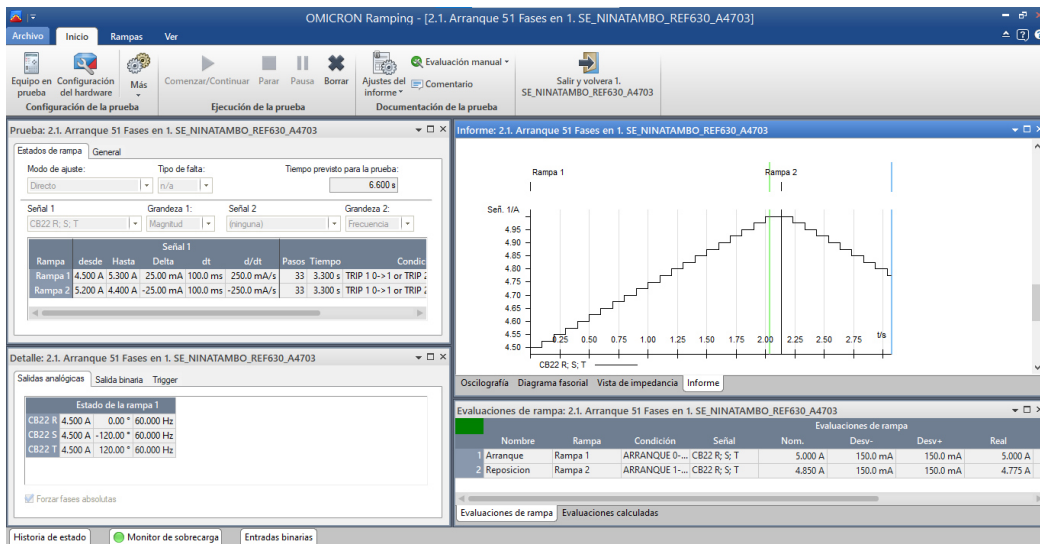 OMICRON Ramping - [2.1. Arranque 51 Fases en 1. SE_NINATAMBO_REF630_A4703]
Archivo Inicio Rampas Ver
Equipo en prueba
Configuración del hardware
Más
Comenzar/Continuar Parar Pausa Borrar
Ajustes del informe
Evaluación manual
Comentario
Salir y volvera 1. SE_NINATAMBO_REF630_A4703
Configuración de la prueba Ejecución de la prueba Documentación de la prueba
Prueba: 2.1. Arranque 51 Fases en 1. SE_NINATAMBO_REF630_A4703
Estados de rampa General
Modo de ajuste: Tipo de falta: Tiempo previsto para la prueba:
Directo n/a 6.600 s
Señal 1 Grandeza 1: Señal 2 Grandeza 2:
CB22 R; S; T Magnitud (ninguna) Frecuencia
Señal 1
Rampa desde Hasta Delta dt d/dt Pasos Tiempo Condic
Rampa 1 4.500 A 5.300 A 25.00 mA 100.0 ms 250.0 mA/s 33 3.300 s TRIP 1 0->1 or TRIP 2
Rampa 2 5.200 A 4.400 A -25.00 mA 100.0 ms -250.0 mA/s 33 3.300 s TRIP 1 0->1 or TRIP 2
Detalle: 2.1. Arranque 51 Fases en 1. SE_NINATAMBO_REF630_A4703
Salidas analógicas Salida binaria Trigger
Estado de la rampa 1
CB22 R 4.500 A 0.00 ° 60.000 Hz
CB22 S 4.500 A -120.00 ° 60.000 Hz
CB22 T 4.500 A 120.00 ° 60.000 Hz
Forzar fases absolutas
Informe: 2.1. Arranque 51 Fases en 1. SE_NINATAMBO_REF630_A4703
Rampa 1 Rampa 2
Señ. 1/A
4.95
4.90
4.85
4.80
4.75
4.70
4.65
4.60
4.55
4.50
0.25 0.50 0.75 1.00 1.25 1.50 1.75 2.00 2.25 2.50 2.75 t/s
CB22 R; S; T
Oscilografía Diagrama fasorial Vista de impedancia Informe
Evaluaciones de rampa: 2.1. Arranque 51 Fases en 1. SE_NINATAMBO_REF630_A4703
Evaluaciones de rampa
Nombre Rampa Condición Señal Nom. Desv- Desv+ Real
1 Arranque Rampa 1 ARRANQUE 0-... CB22 R; S; T 5.000 A 150.0 mA 150.0 mA 5.000 A
2 Reposicion Rampa 2 ARRANQUE 1-... CB22 R; S; T 4.850 A 150.0 mA 150.0 mA 4.775 A
Evaluaciones de rampa Evaluaciones calculadas
Historia de estado Monitor de sobrecarga Entradas binarias